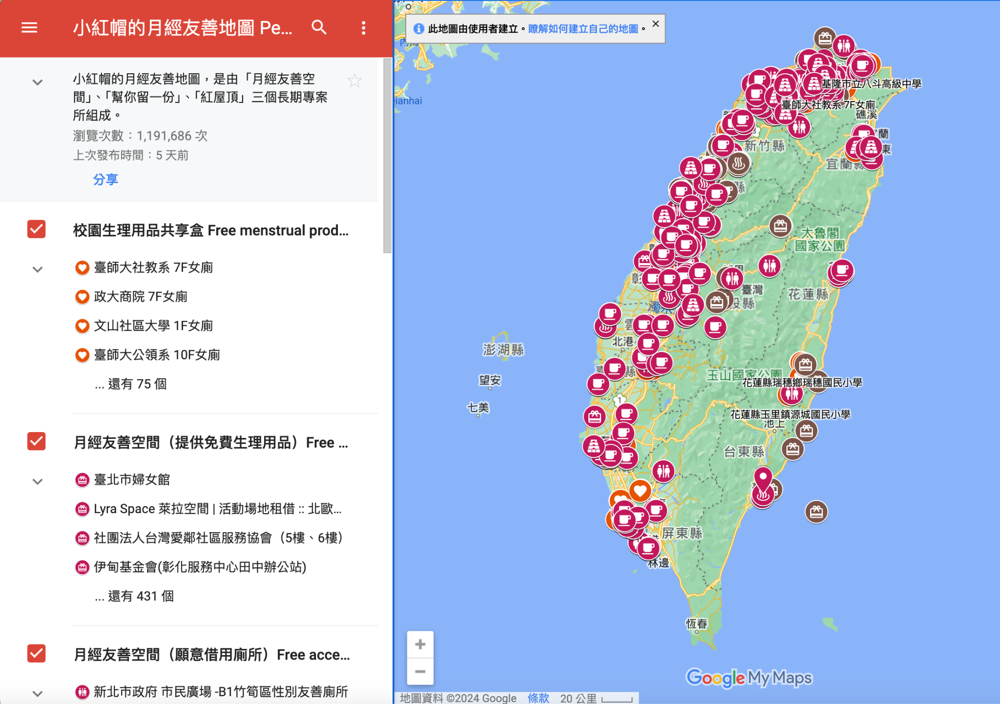 小紅帽的月經友善地圖 Pe...
小紅帽的月經友善地圖，是由「月經友善空
間」、「幫你留一份」、「紅屋頂」三個長期專案
所組成。
瀏覽次數：1,191,686 次
上次發布時間：5 天前
分享
校園生理用品共享盒 Free menstrual prod...
臺師大社教系 7F女廁
政大商院 7F女廁
文山社區大學 1F女廁
臺師大公領系 10F女廁
... 還有 75 個
月經友善空間（提供免費生理用品）Free ...
臺北市婦女館
Lyra Space 萊拉空間 | 活動場地租借 :: 北歐...
社團法人台灣愛鄰社區服務協會（5樓、6樓）
伊甸基金會(彰化服務中心田中辦公站)
... 還有 431 個
月經友善空間（願意借用廁所）Free acce...
新北市政府 市民廣場 -B1竹筍區性別友善廁所
此地圖由使用者建立。瞭解如何建立自己的地圖。
基隆市立八斗高級中學
臺師大社教系 7F女廁
礁溪
新竹縣
宜蘭縣
太魯閣
國家公園
花蓮縣
臺灣
北港
澎湖縣
望安
七美
玉山國家公園
花蓮縣瑞穗鄉瑞穗國民小學
花蓮縣玉里鎮源城國民小學
池上
台東縣
屏東縣
林邊
恆春
1
Google My Maps
地圖資料 ©2024 Google 條款 20 公里